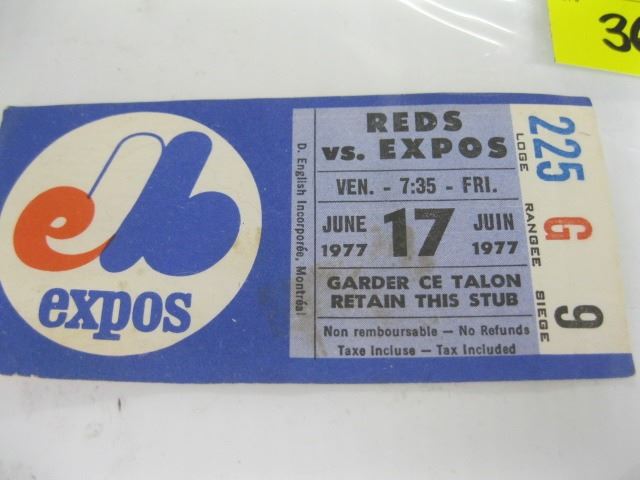 36
expos
D. English Incorporée, Montréal
REDS
vs. EXPOS
VEN. - 7:35 - FRI.
JUNE 17 JUIN
1977 1977
GARDER CE TALON
RETAIN THIS STUB
Non remboursable — No Refunds
Taxe Incluse — Tax Included
225 G 9
LOGE RANGEE SIEGE